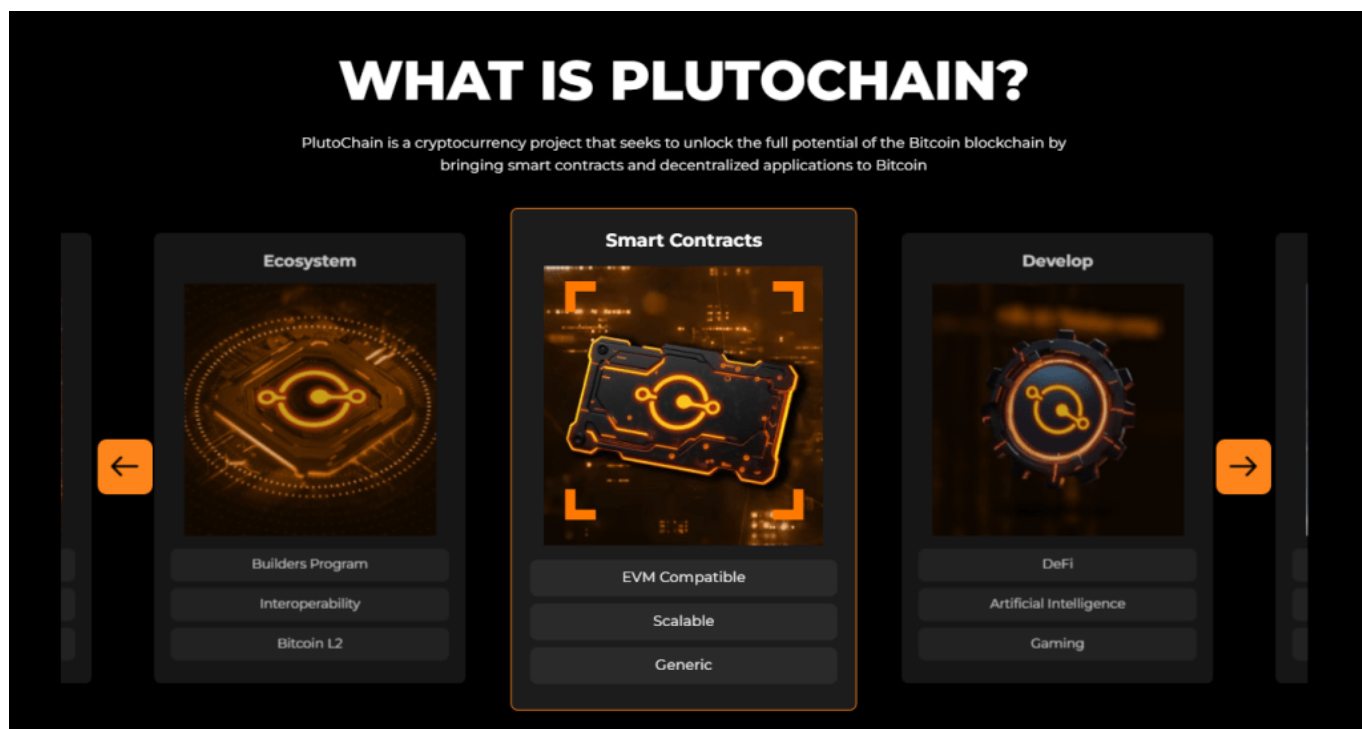 WHAT IS PLUTOCHAIN?
PlutoChain is a cryptocurrency project that seeks to unlock the full potential of the Bitcoin blockchain by
bringing smart contracts and decentralized applications to Bitcoin
Ecosystem
Builders Program
Interoperability
Bitcoin L2
Smart Contracts
EVM Compatible
Scalable
Generic
Develop
DeFi
Artificial Intelligence
Gaming